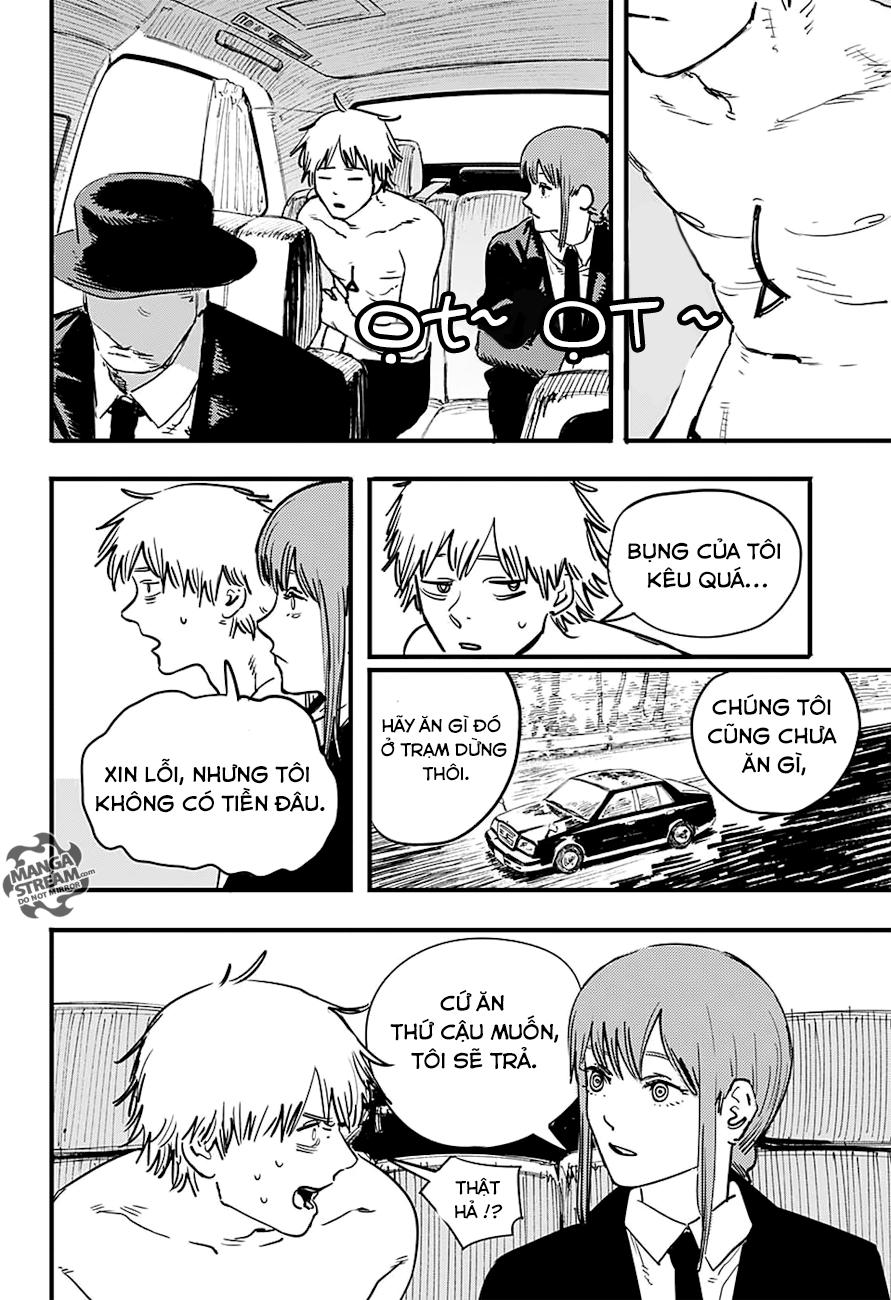 ỌT~ ỌT~
BỤNG CỦA TÔI
KÊU QUÁ...
CHÚNG TÔI
CŨNG CHƯA
ĂN GÌ,
HÃY ĂN GÌ ĐÓ
Ở TRẠM DỪNG
THÔI.
XIN LỖI, NHƯNG TÔI
KHÔNG CÓ TIỀN ĐÂU.
MANGA
STREAM.com
DO NOT MIRROR
CỨ ĂN
THỨ CẬU MUỐN,
TÔI SẼ TRẢ.
THẬT
HẢ !?